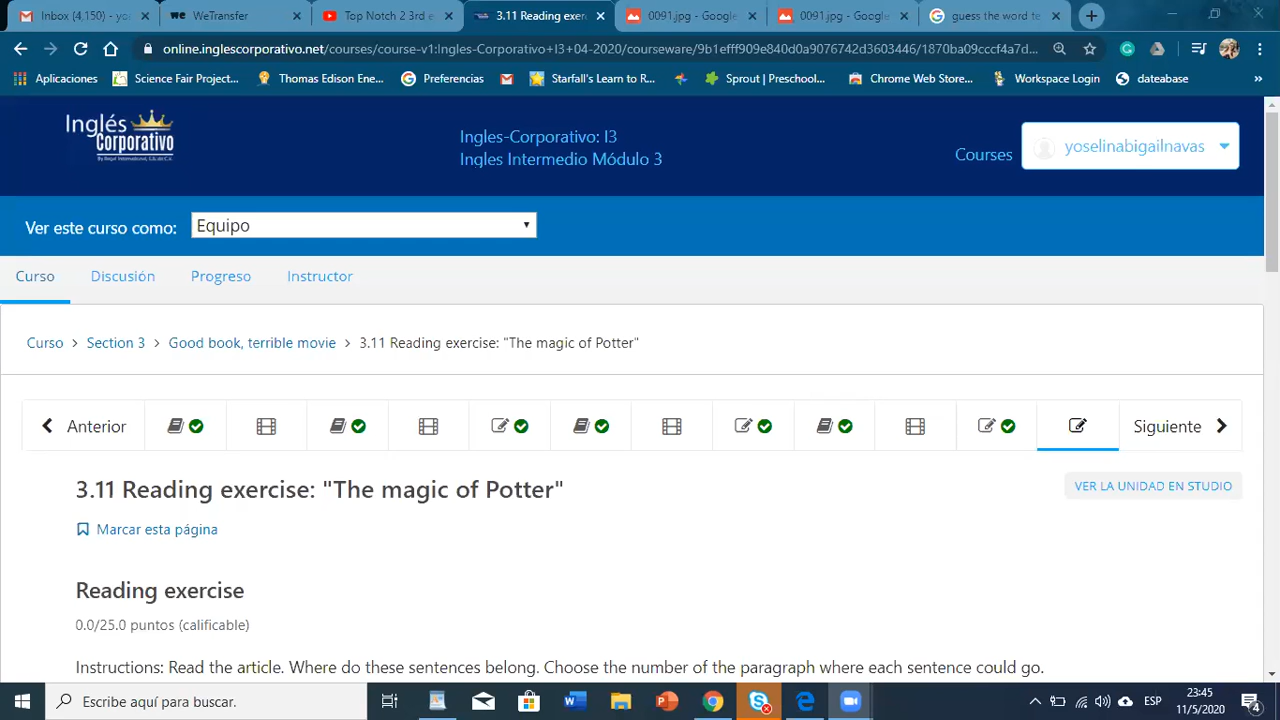 Inbox (4,150) - yo
WeTransfer
Top Notch 2 3rd e
3.11 Reading exer
0091.jpg - Google
0091.jpg - Google
guess the word te
online.inglescorporativo.net/courses/course-v1:Ingles-Corporativo+I3+04-2020/courseware/9b1efff909e840d0a9076742d3603446/1870ba09cccf4a7d...
Aplicaciones
Science Fair Project...
Thomas Edison Ene...
Preferencias
Starfall's Learn to R...
Sprout | Preschool...
Chrome Web Store...
Workspace Login
dateabase
»
Inglés Corporativo
Ingles-Corporativo: I3
Ingles Intermedio Módulo 3
Courses
yoselinabigailnavas
Ver este curso como:
Equipo
Curso
Discusión
Progreso
Instructor
Curso > Section 3 > Good book, terrible movie > 3.11 Reading exercise: "The magic of Potter"
Anterior
Siguiente
3.11 Reading exercise: "The magic of Potter"
VER LA UNIDAD EN STUDIO
Marcar esta página
Reading exercise
0.0/25.0 puntos (calificable)
Instructions: Read the article. Where do these sentences belong. Choose the number of the paragraph where each sentence could go.
Escribe aquí para buscar.
ESP
23:45
11/5/2020
4